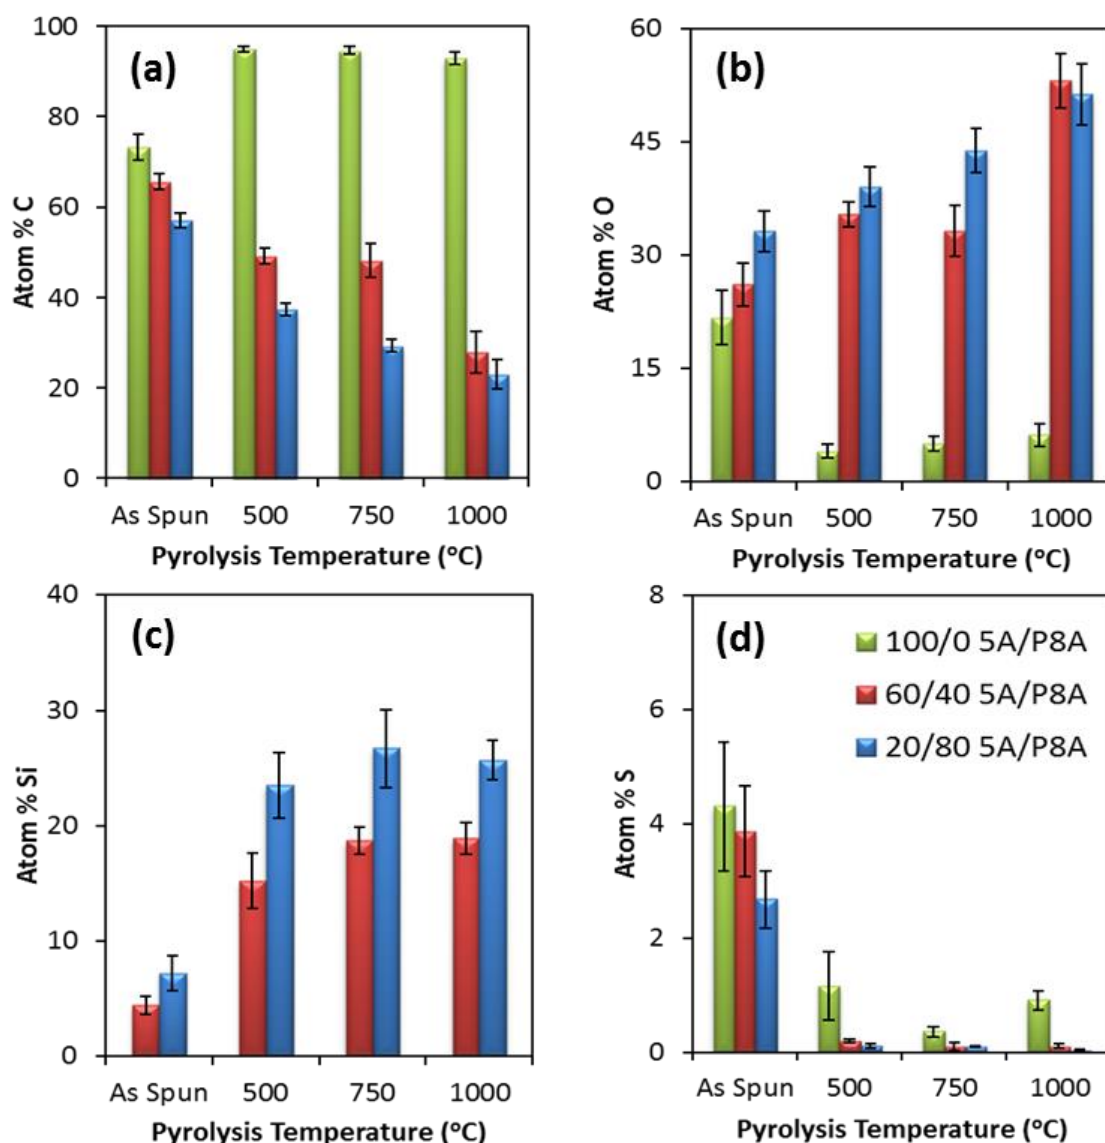 (a)
Atom % C
100
80
60
40
20
0
As Spun 500 750 1000
Pyrolysis Temperature (°C)
(b)
Atom % O
60
45
30
15
0
As Spun 500 750 1000
Pyrolysis Temperature (°C)
(c)
Atom % Si
40
30
20
10
0
As Spun 500 750 1000
Pyrolysis Temperature (°C)
(d)
Atom % S
8
6
4
2
0
100/0 5A/P8A
60/40 5A/P8A
20/80 5A/P8A
As Spun 500 750 1000
Pyrolysis Temperature (°C)